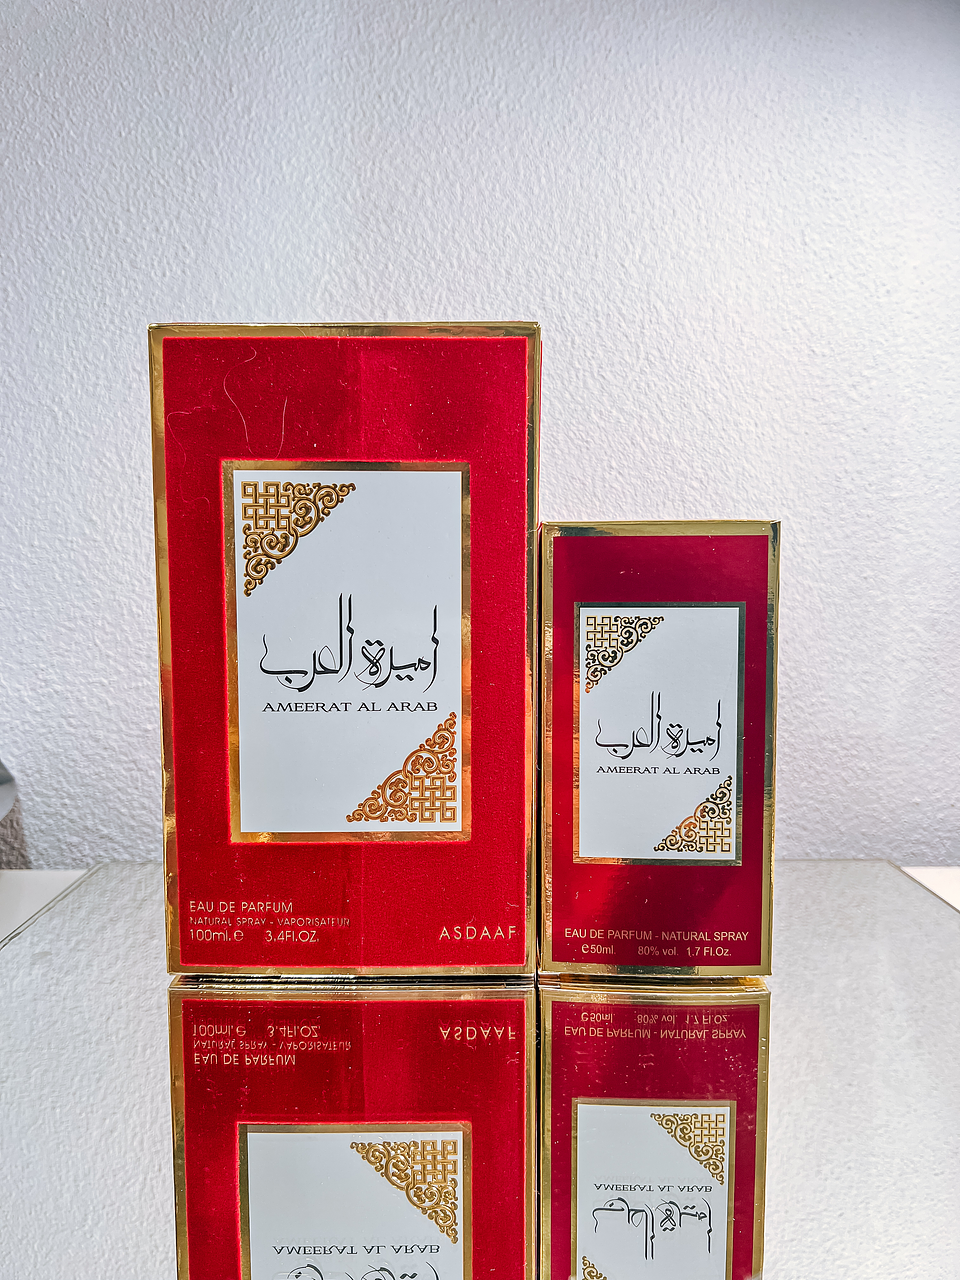 أميرة العرب
AMEERAT AL ARAB
EAU DE PARFUM
NATURAL SPRAY - VAPORISATEUR
100ml.e 3.4Fl.OZ.
ASDAAF
أميرة العرب
AMEERAT AL ARAB
EAU DE PARFUM - NATURAL SPRAY
e50ml. 80% vol. 1.7 Fl.Oz.